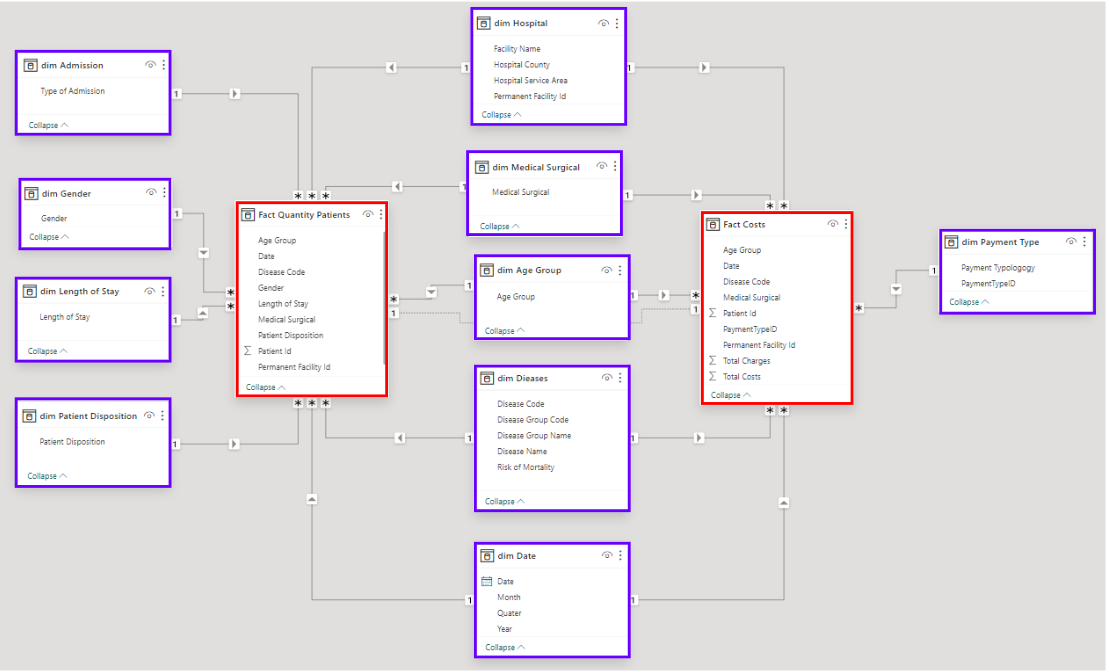 dim Hospital
Facility Name
Hospital County
Hospital Service Area
Permanent Facility Id
Collapse
dim Admission
Type of Admission
Collapse
1
1
1
dim Medical Surgical
Medical Surgical
Collapse
1
1
dim Gender
Gender
Collapse
1
* * *
Fact Quantity Patients
Age Group
Date
Disease Code
Gender
Length of Stay
Medical Surgical
Patient Disposition
Σ Patient Id
Permanent Facility Id
Collapse
* * *
* *
Fact Costs
Age Group
Date
Disease Code
Medical Surgical
Σ Patient Id
PaymentTypeID
Permanent Facility Id
Σ Total Charges
Σ Total Costs
Collapse
* *
dim Payment Type
Payment Typologogy
PaymentTypeID
Collapse
1
*
dim Age Group
Age Group
Collapse
1
1
*
1
*
1
dim Length of Stay
Length of Stay
Collapse
1
*
*
dim Dieases
Disease Code
Disease Group Code
Disease Group Name
Disease Name
Risk of Mortality
Collapse
1
1
dim Patient Disposition
Patient Disposition
Collapse
1
dim Date
Date
Month
Quater
Year
Collapse
1
1